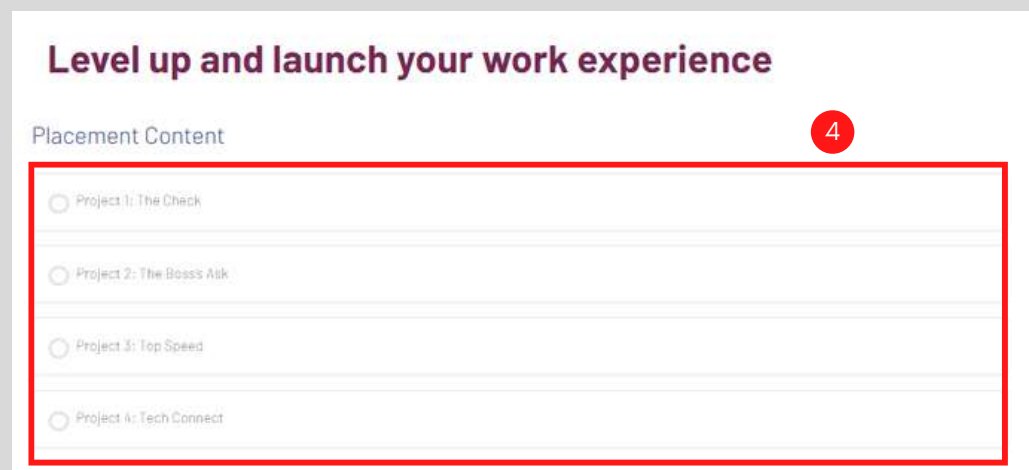 Level up and launch your work experience
Placement Content
4
Project 1: The Check
Project 2: The Boss's Ask
Project 3: Top Speed
Project 4: Tech Connect